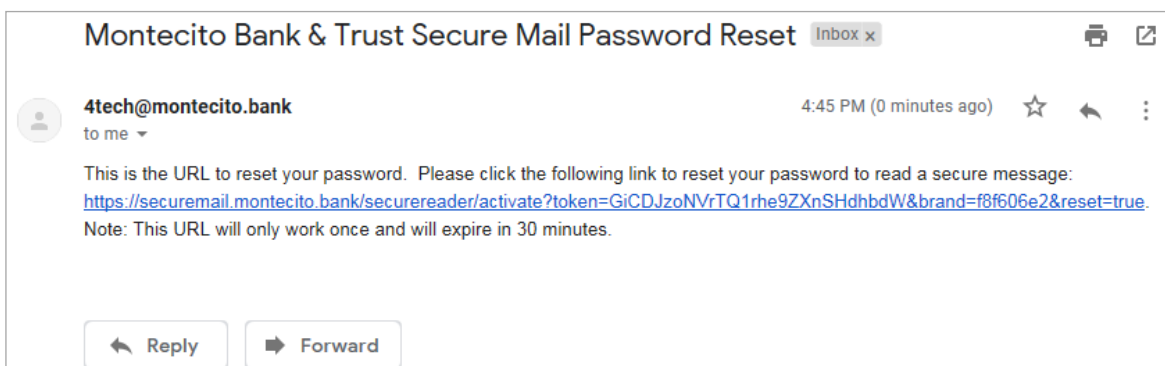 Montecito Bank & Trust Secure Mail Password Reset Inbox x
4tech@montecito.bank 4:45 PM (0 minutes ago)
to me
This is the URL to reset your password.  Please click the following link to reset your password to read a secure message:
https://securemail.montecito.bank/securereader/activate?token=GiCDJzoNVrTQ1rhe9ZXnSHdhbdW&brand=f8f606e2&reset=true.
Note: This URL will only work once and will expire in 30 minutes.
Reply Forward